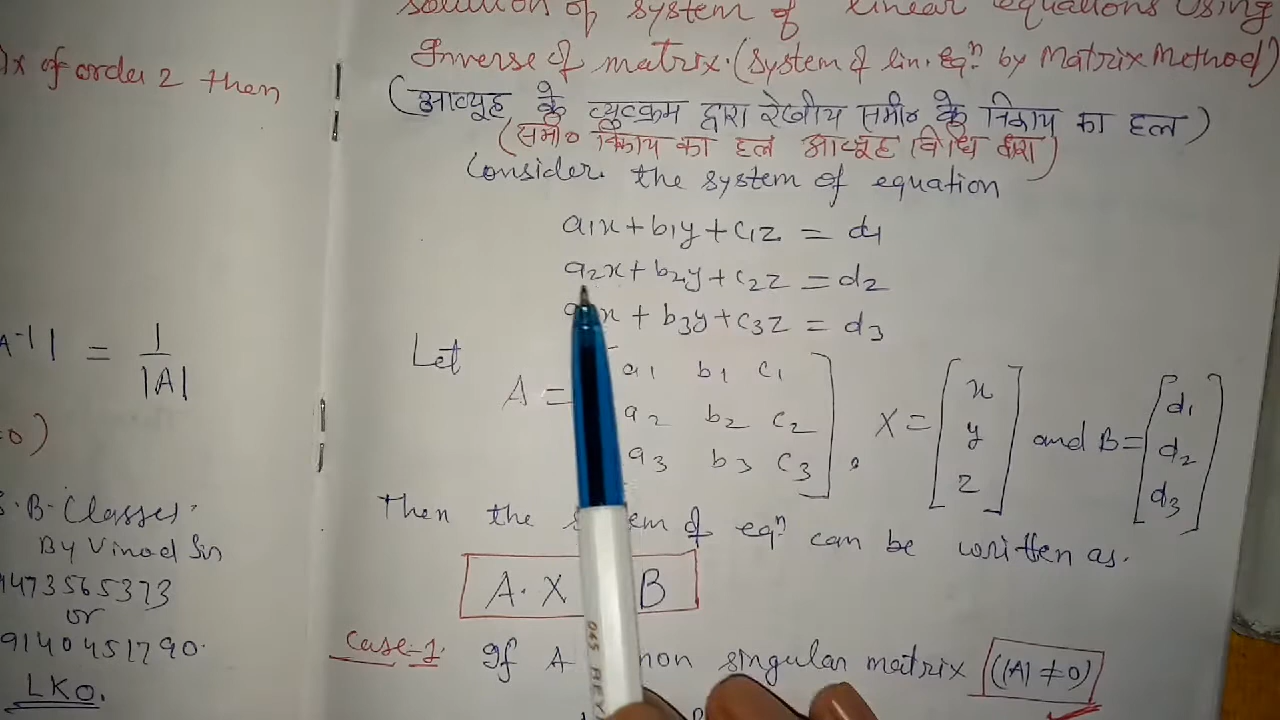 ix of order 2 then
A⁻¹| = 1/|A|
=0)
S.B. Classes.
By Vinod Sir
9473565373
or
9140451790.
LKO.
solution of system of linear equations using
Inverse of matrix. (System of lin. Eqⁿ by Matrix Method)
(आव्यूह के व्युत्क्रम द्वारा रेखीय समी० के निकाय का हल)
(समी० निकाय का हल आव्यूह विधि द्वारा)
Consider the system of equation
a₁x + b₁y + c₁z = d₁
a₂x + b₂y + c₂z = d₂
x + b₃y + c₃z = d₃
Let A = [a₁ b₁ c₁
a₂ b₂ c₂
a₃ b₃ c₃], X = [x
y
z] and B = [d₁
d₂
d₃]
Then the system of eqⁿ can be written as.
A·X B
Case-1. If A non singular matrix (|A| ≠ 0)